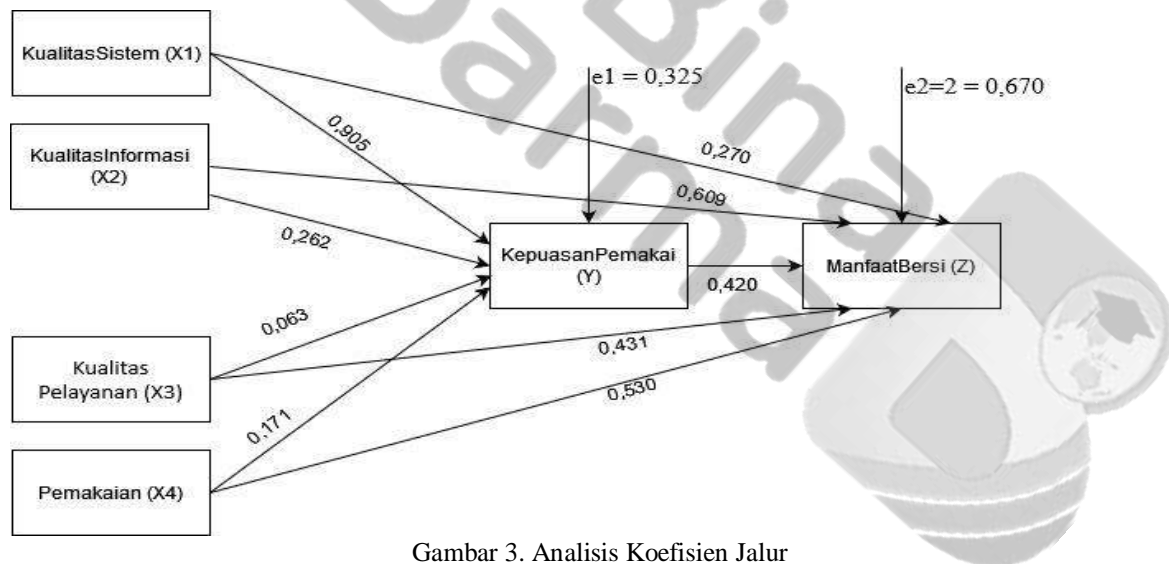 Bina
Darma
KualitasSistem (X1)
e1 = 0,325
e2=2 = 0,670
0,905
0,270
KualitasInformasi
(X2)
0,609
0,262
KepuasanPemakai
(Y)
0,420
ManfaatBersi (Z)
0,063
0,431
Kualitas
Pelayanan (X3)
0,530
0,171
Pemakaian (X4)
Gambar 3. Analisis Koefisien Jalur